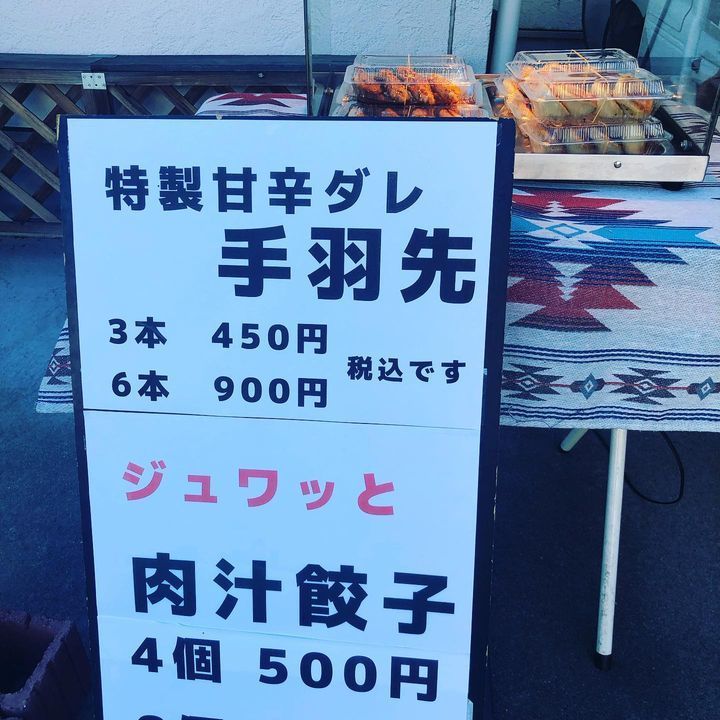 特製甘辛ダレ
手羽先
3本 450円
6本 900円
税込です
ジュワッと
肉汁餃子
4個 500円